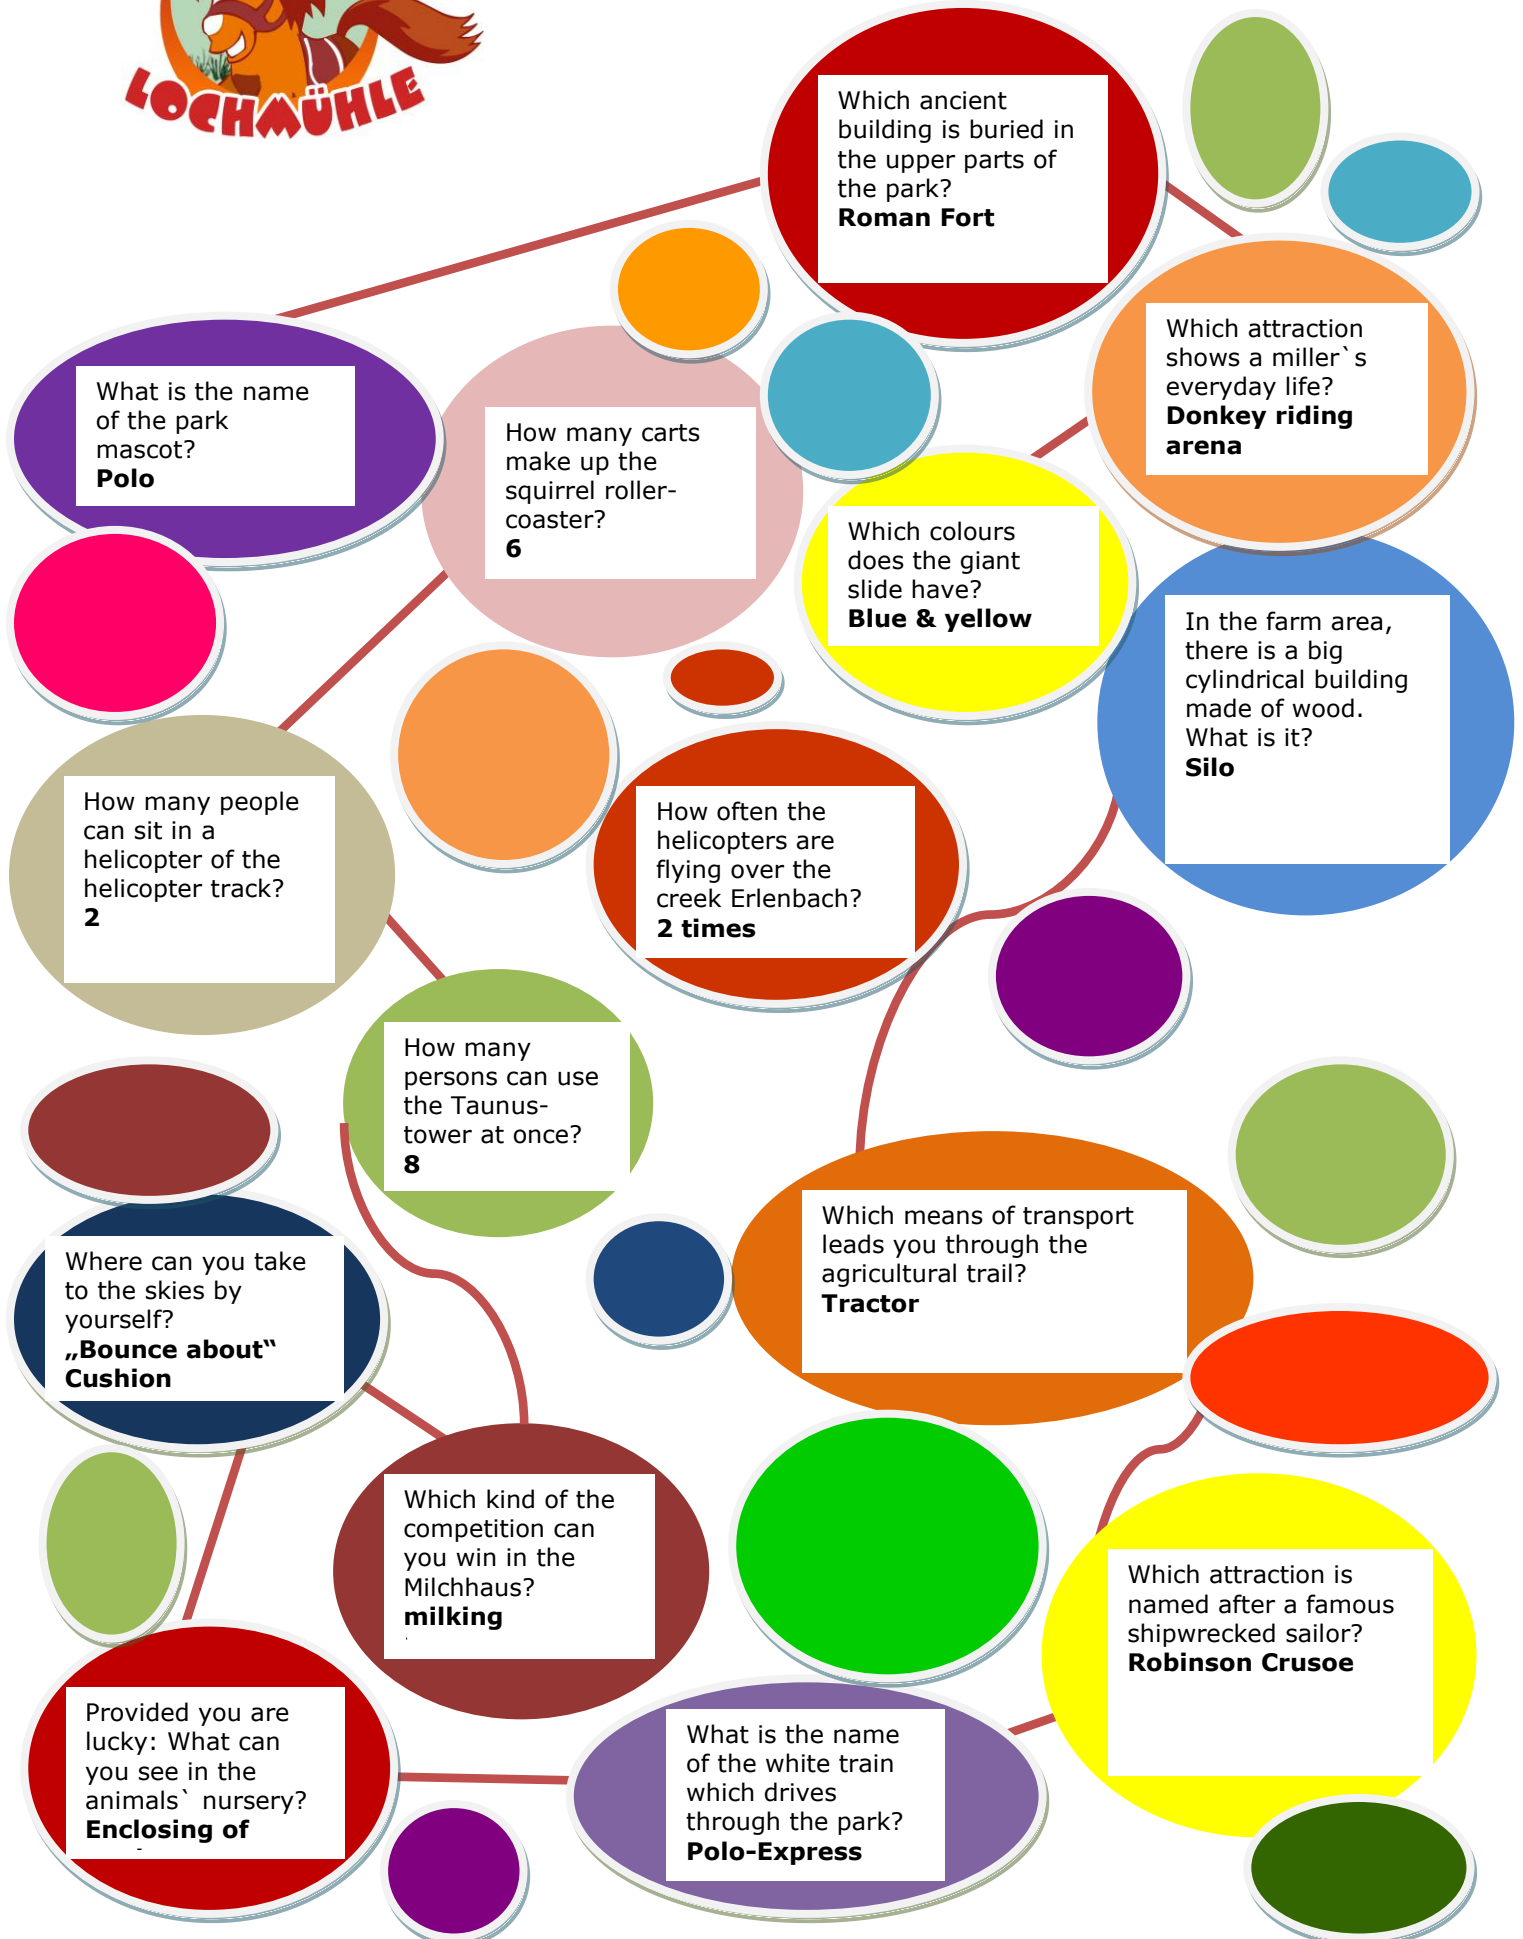 LOCHMÜHLE
Which ancient
building is buried in
the upper parts of
the park?
Roman Fort
Which attraction
shows a miller`s
everyday life?
Donkey riding
arena
What is the name
of the park
mascot?
Polo
How many carts
make up the
squirrel roller-
coaster?
6
Which colours
does the giant
slide have?
Blue & yellow
In the farm area,
there is a big
cylindrical building
made of wood.
What is it?
Silo
How many people
can sit in a
helicopter of the
helicopter track?
2
How often the
helicopters are
flying over the
creek Erlenbach?
2 times
How many
persons can use
the Taunus-
tower at once?
8
Which means of transport
leads you through the
agricultural trail?
Tractor
Where can you take
to the skies by
yourself?
„Bounce about“
Cushion
Which kind of the
competition can
you win in the
Milchhaus?
milking
Which attraction is
named after a famous
shipwrecked sailor?
Robinson Crusoe
Provided you are
lucky: What can
you see in the
animals` nursery?
Enclosing of
What is the name
of the white train
which drives
through the park?
Polo-Express